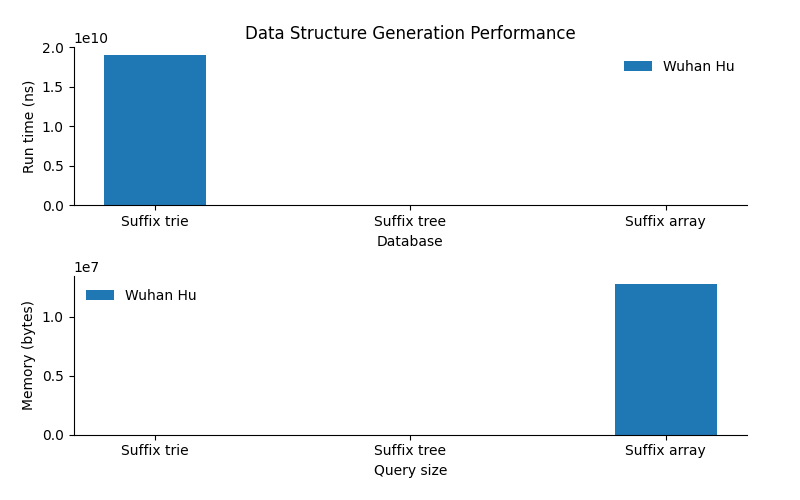 Data Structure Generation Performance
1e10
2.0
1.5
1.0
0.5
0.0
Run time (ns)
Wuhan Hu
Suffix trie Suffix tree Suffix array
Database
1e7
1.0
0.5
0.0
Memory (bytes)
Wuhan Hu
Suffix trie Suffix tree Suffix array
Query size